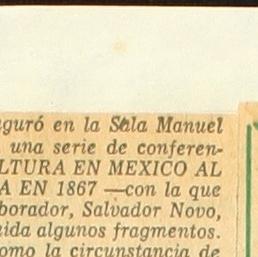 guró en la Sala Manuel
una serie de conferen-
LTURA EN MEXICO AL
A EN 1867 —con la que
borador, Salvador Novo,
ida algunos fragmentos.
omo la circunstancia de